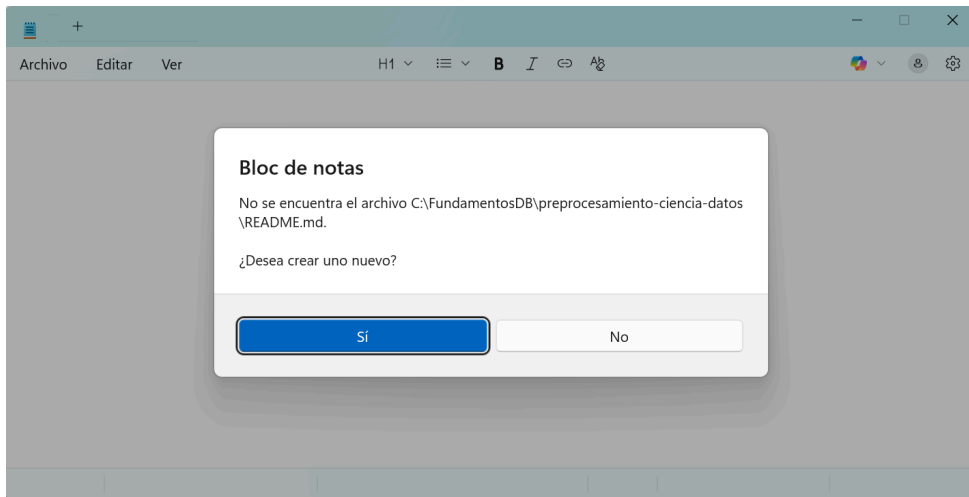 Archivo Editar Ver H1 B I
Bloc de notas
No se encuentra el archivo C:\FundamentosDB\preprocesamiento-ciencia-datos
\README.md.
¿Desea crear uno nuevo?
Sí No